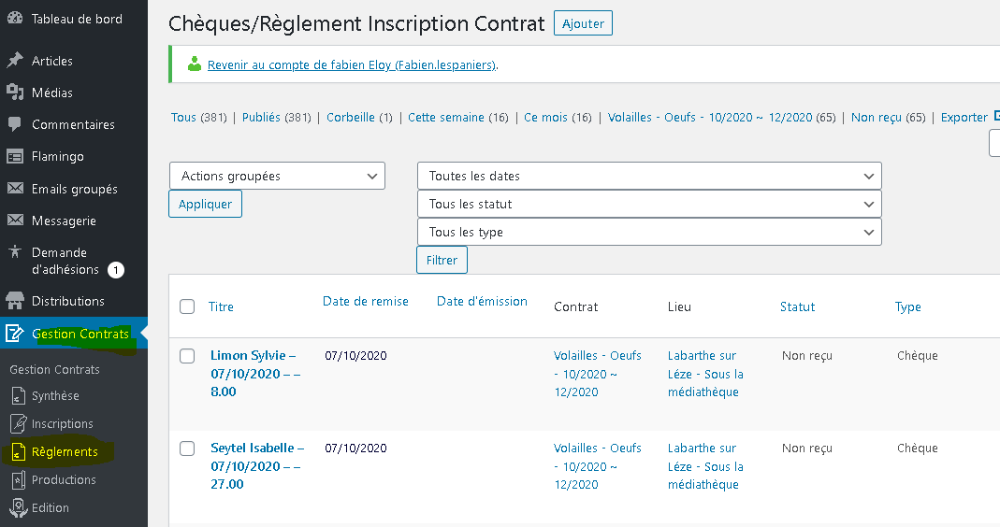 Tableau de bord
Articles
Médias
Commentaires
Flamingo
Emails groupés
Messagerie
Demande
d'adhésions 1
Distributions
Gestion Contrats
Gestion Contrats
Synthèse
Inscriptions
Règlements
Productions
Edition
Chèques/Règlement Inscription Contrat Ajouter
Revenir au compte de fabien Eloy (Fabien.lespaniers).
Tous (381) | Publiés (381) | Corbeille (1) | Cette semaine (16) | Ce mois (16) | Volailles - Oeufs - 10/2020 ~ 12/2020 (65) | Non reçu (65) | Exporter
Actions groupées
Appliquer
Toutes les dates
Tous les statut
Tous les type
Filtrer
Titre Date de remise Date d'émission Contrat Lieu Statut Type
Limon Sylvie – 07/10/2020 Volailles - Oeufs Labarthe sur Non reçu Chèque
07/10/2020 – – - 10/2020 ~ Léze - Sous la
8.00 12/2020 médiathèque
Seytel Isabelle – 07/10/2020 Volailles - Oeufs Labarthe sur Non reçu Chèque
07/10/2020 – – - 10/2020 ~ Léze - Sous la
27.00 12/2020 médiathèque